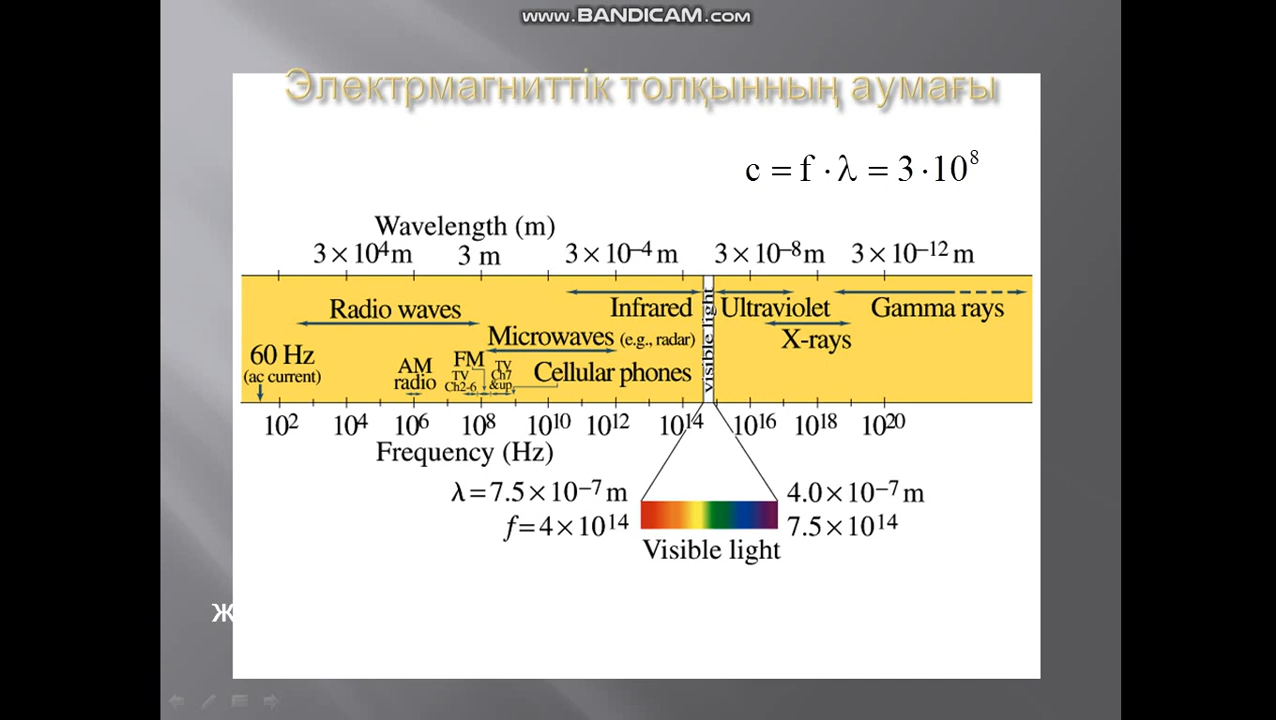 www.BANDICAM.com
Электрмагниттік толқынның аумағы
c = f · λ = 3 · 10⁸
Wavelength (m)
3 × 10⁴ m 3 m 3 × 10⁻⁴ m 3 × 10⁻⁸ m 3 × 10⁻¹² m
Radio waves Infrared visible light Ultraviolet Gamma rays
Microwaves (e.g., radar) X-rays
60 Hz
(ac current)
AM
radio
FM
TV
Ch2-6
TV
Ch7
&up
Cellular phones
10² 10⁴ 10⁶ 10⁸ 10¹⁰ 10¹² 10¹⁴ 10¹⁶ 10¹⁸ 10²⁰
Frequency (Hz)
λ = 7.5 × 10⁻⁷ m 4.0 × 10⁻⁷ m
f = 4 × 10¹⁴ 7.5 × 10¹⁴
Visible light
Ж